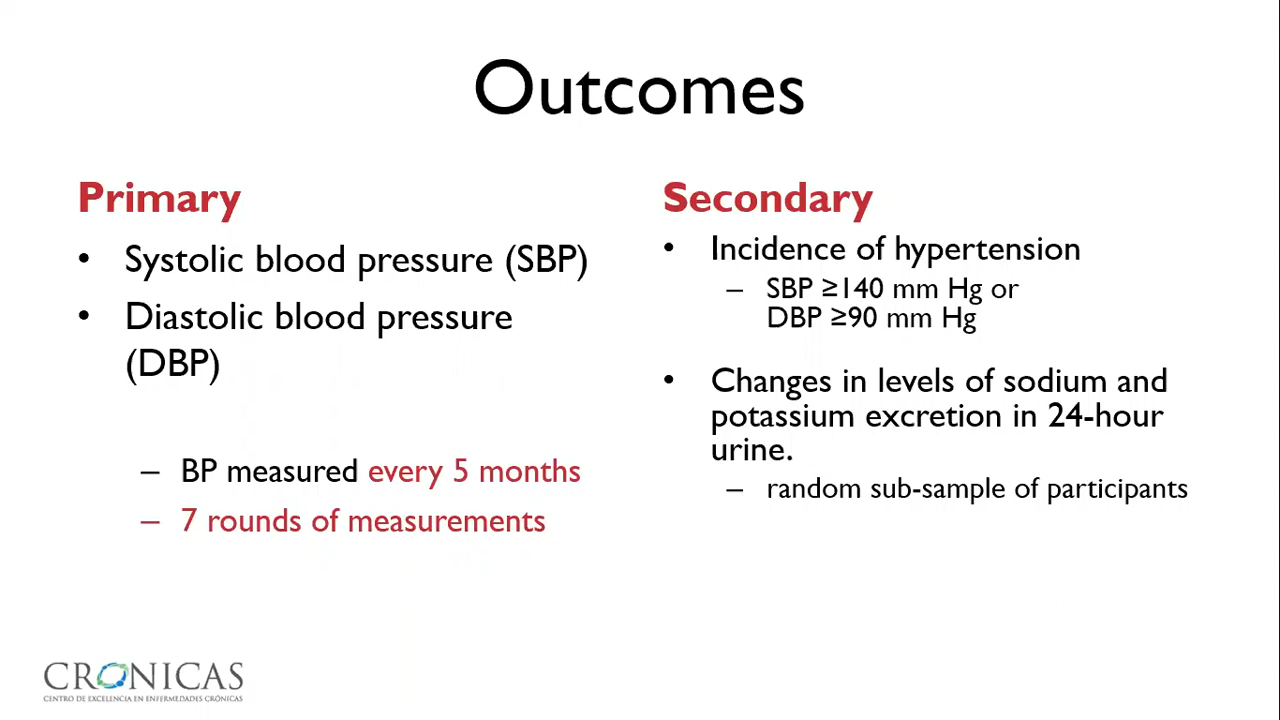 Outcomes
Primary
• Systolic blood pressure (SBP)
• Diastolic blood pressure
(DBP)
– BP measured every 5 months
– 7 rounds of measurements
Secondary
• Incidence of hypertension
– SBP ≥140 mm Hg or
DBP ≥90 mm Hg
• Changes in levels of sodium and
potassium excretion in 24-hour
urine.
– random sub-sample of participants
CRONICAS
CENTRO DE EXCELENCIA EN ENFERMEDADES CRÓNICAS